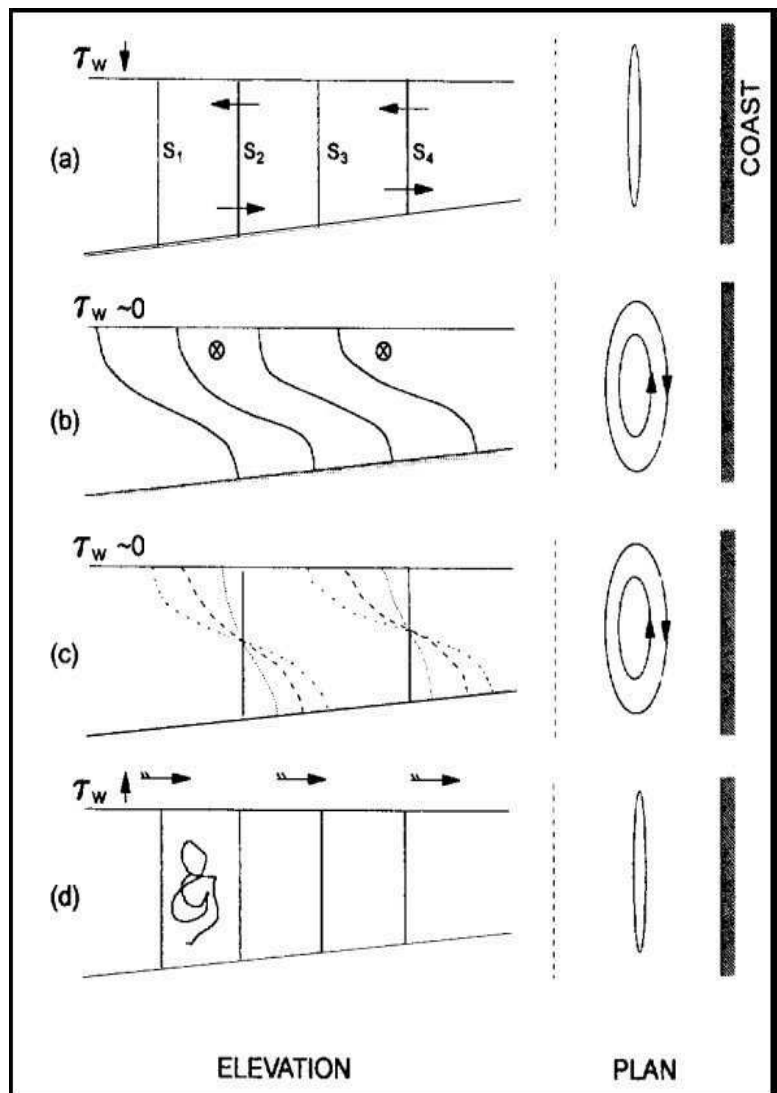 τw
(a)
S1
S2
S3
S4
COAST
τw ~0
(b)
τw ~0
(c)
τw
(d)
ELEVATION
PLAN